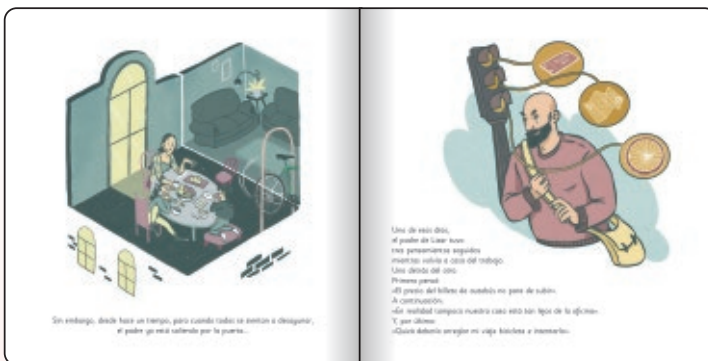 Sin embargo, desde hace un tiempo, para cuando todos se sientan a desayunar,
el padre ya está saliendo por la puerta...
Uno de esos días,
el padre de Lizar tuvo
tres pensamientos seguidos
mientras volvía a casa del trabajo.
Uno detrás del otro.
Primero pensó:
«El precio del billete de autobús no para de subir».
A continuación:
«En realidad tampoco nuestra casa está tan lejos de la oficina».
Y, por último:
«Quizá debería arreglar mi vieja bicicleta e intentarlo».